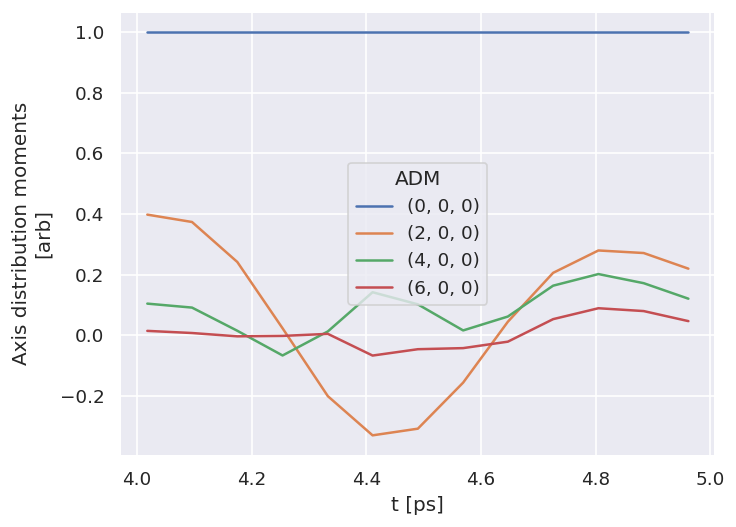 1.0
0.8
0.6
0.4
0.2
0.0
−0.2
Axis distribution moments
[arb]
ADM
(0, 0, 0)
(2, 0, 0)
(4, 0, 0)
(6, 0, 0)
4.0 4.2 4.4 4.6 4.8 5.0
t [ps]